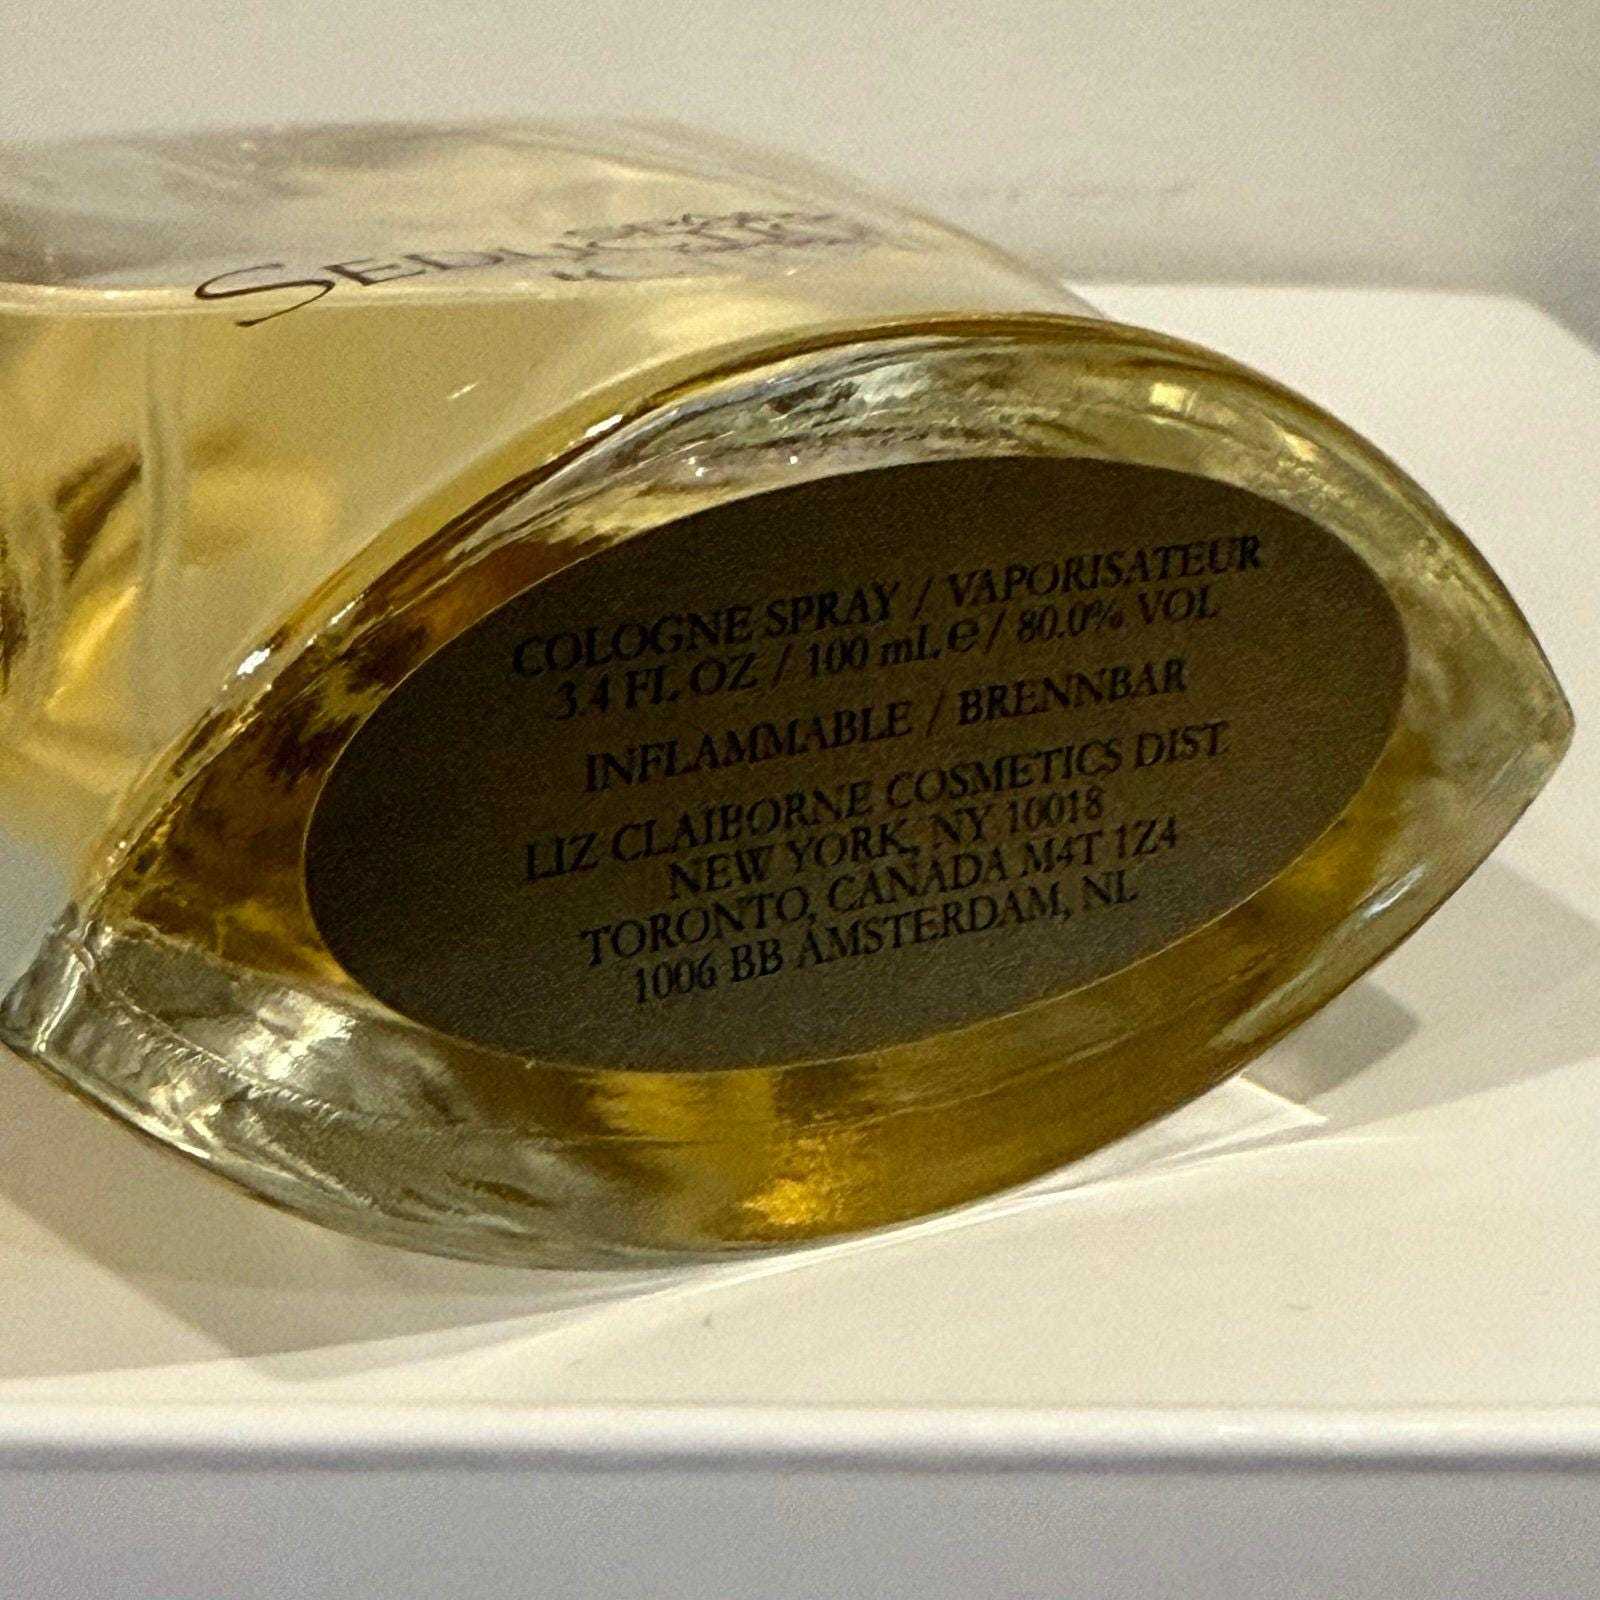 COLOGNE SPRAY / VAPORISATEUR
3.4 FL OZ / 100 mL ℮ / 80.0% VOL
INFLAMMABLE / BRENNBAR
LIZ CLAIBORNE COSMETICS DIST.
NEW YORK, NY 10018
TORONTO, CANADA M4T 1Z4
1006 BB AMSTERDAM, NL